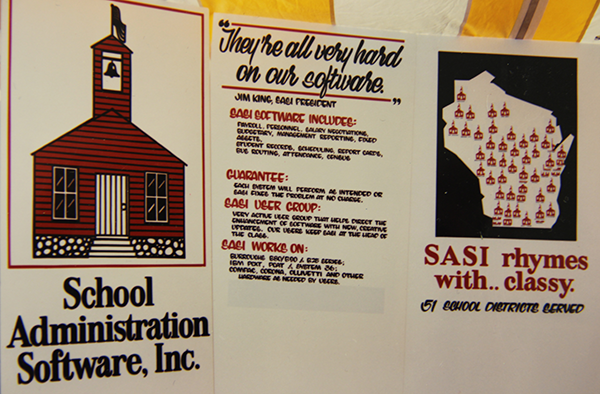 School
Administration
Software, Inc.
"They're all very hard
on our software."
JIM KING, SASI PRESIDENT
SASI SOFTWARE INCLUDES:
PAYROLL, PERSONNEL, SALARY NEGOTIATIONS,
BUDGETARY, MANAGEMENT REPORTING, FIXED
ASSETS,
STUDENT RECORDS, SCHEDULING, REPORT CARDS,
BUS ROUTING, ATTENDANCE, CENSUS
GUARANTEE:
EACH SYSTEM WILL PERFORM AS INTENDED OR
SASI FIXES THE PROBLEM AT NO CHARGE.
SASI USER GROUP:
VERY ACTIVE USER GROUP THAT HELPS DIRECT THE
ENHANCEMENT OF SOFTWARE WITH NEW, CREATIVE
UPDATES. OUR USERS KEEP SASI AT THE HEAD OF
THE CLASS.
SASI WORKS ON:
BURROUGHS B20/B90 / B25 SERIES;
IBM PC/XT, PC/AT / SYSTEM 36;
COMPAQ, CORONA, OLLIVETTI AND OTHER
HARDWARE AS NEEDED BY USERS.
SASI rhymes
with.. classy.
151 SCHOOL DISTRICTS SERVED